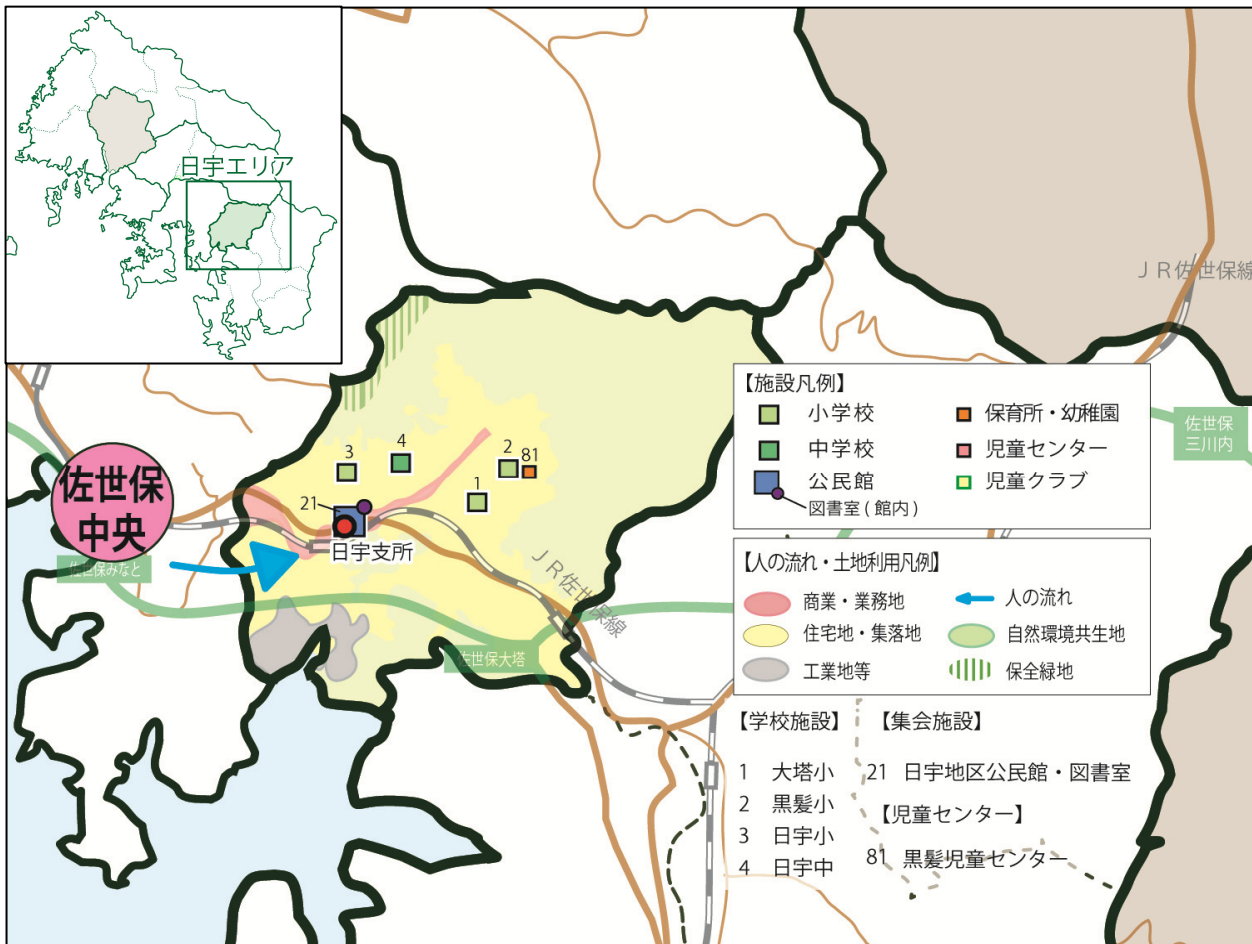 日宇エリア
ＪＲ佐世保線
【施設凡例】
小学校
保育所・幼稚園
中学校
児童センター
公民館
児童クラブ
図書室(館内)
佐世保
三川内
佐世保
中央
佐世保みなと
3
4
2
81
1
21
日宇支所
ＪＲ佐世保線
佐世保大塔
【人の流れ・土地利用凡例】
商業・業務地
人の流れ
住宅地・集落地
自然環境共生地
工業地等
保全緑地
【学校施設】
1 大塔小
2 黒髪小
3 日宇小
4 日宇中
【集会施設】
21 日宇地区公民館・図書室
【児童センター】
81 黒髪児童センター